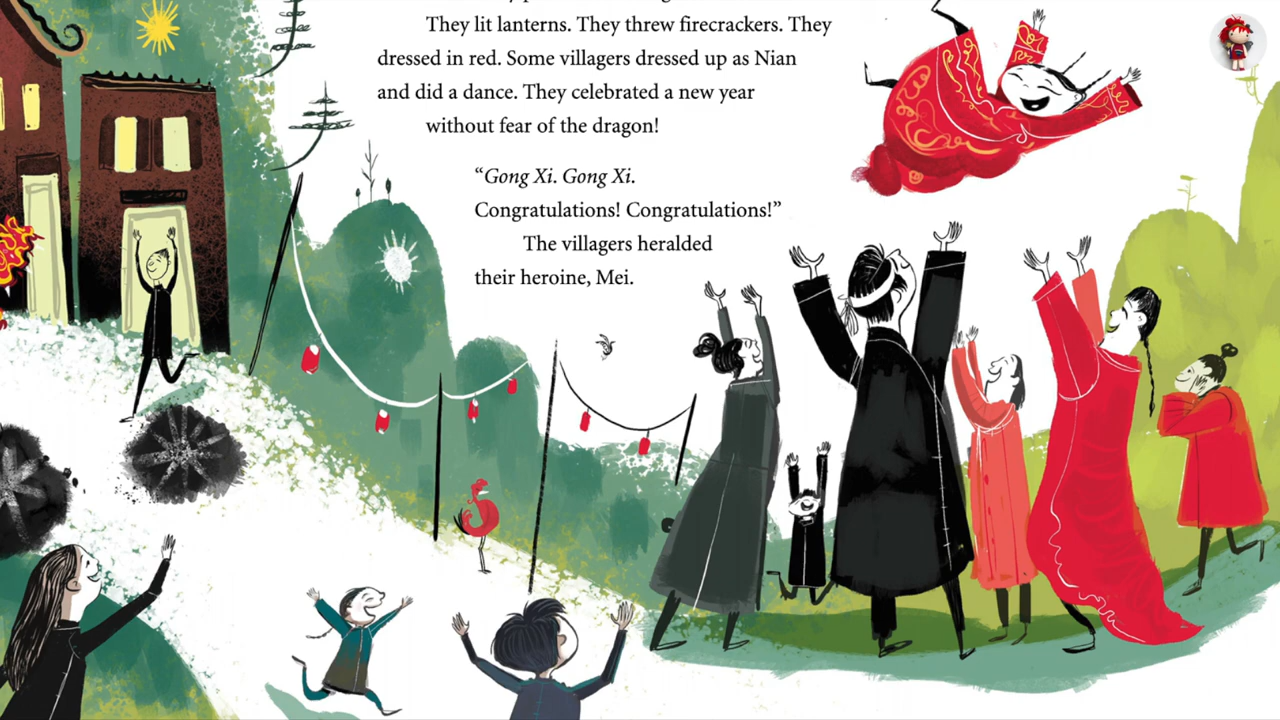 They lit lanterns. They threw firecrackers. They
dressed in red. Some villagers dressed up as Nian
and did a dance. They celebrated a new year
without fear of the dragon!
“Gong Xi. Gong Xi.
Congratulations! Congratulations!”
The villagers heralded
their heroine, Mei.